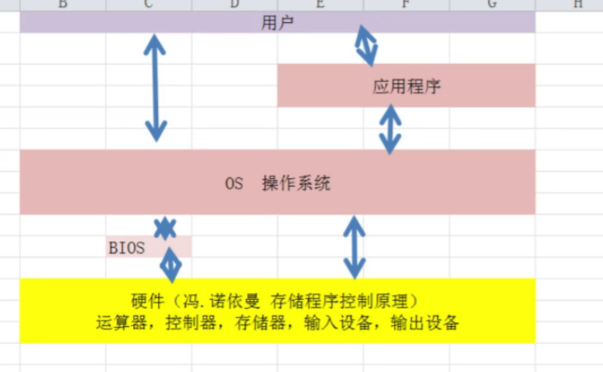 B C D E F G H
用户
应用程序
OS 操作系统
BIOS
硬件（冯.诺依曼 存储程序控制原理）
运算器，控制器，存储器，输入设备，输出设备